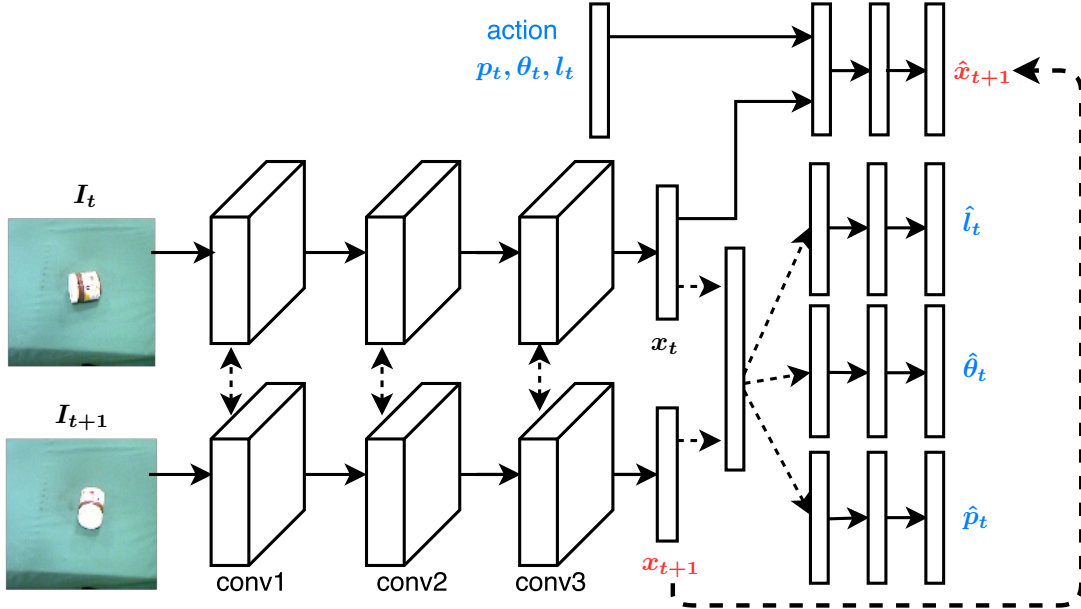 action
p_t, θ_t, l_t
x̂_{t+1}
I_t
l̂_t
x_t
θ̂_t
I_{t+1}
p̂_t
x_{t+1}
conv1
conv2
conv3